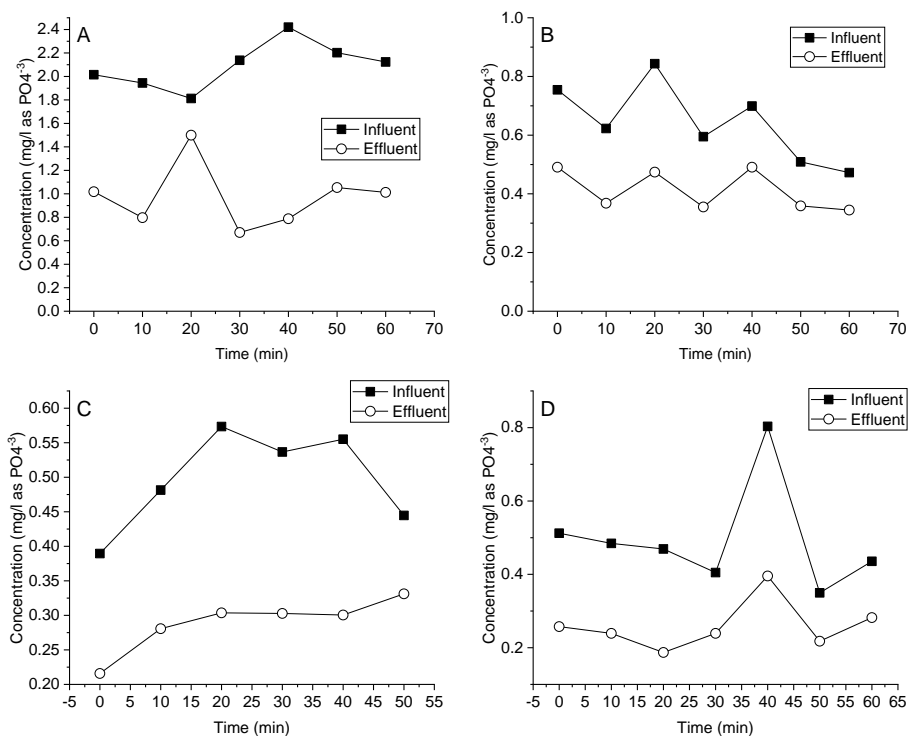 A
Influent
Effluent
Concentration (mg/l as PO4-3)
2.4
2.2
2.0
1.8
1.6
1.4
1.2
1.0
0.8
0.6
0.4
0.2
0.0
0 10 20 30 40 50 60 70
Time (min)
B
Influent
Effluent
Concentration (mg/l as PO4-3)
1.0
0.8
0.6
0.4
0.2
0.0
0 10 20 30 40 50 60 70
Time (min)
C
Influent
Effluent
Concentration (mg/l as PO4-3)
0.60
0.55
0.50
0.45
0.40
0.35
0.30
0.25
0.20
-5 0 5 10 15 20 25 30 35 40 45 50 55
Time (min)
D
Influent
Effluent
Concentration (mg/l as PO4-3)
0.8
0.6
0.4
0.2
-5 0 5 10 15 20 25 30 35 40 45 50 55 60 65
Time (min)